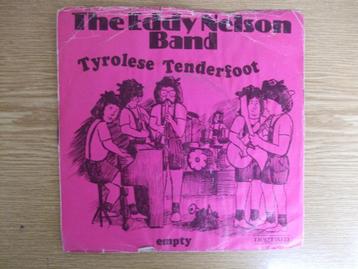 The Eddy Nelson
Band
Tyrolese Tenderfoot
empty